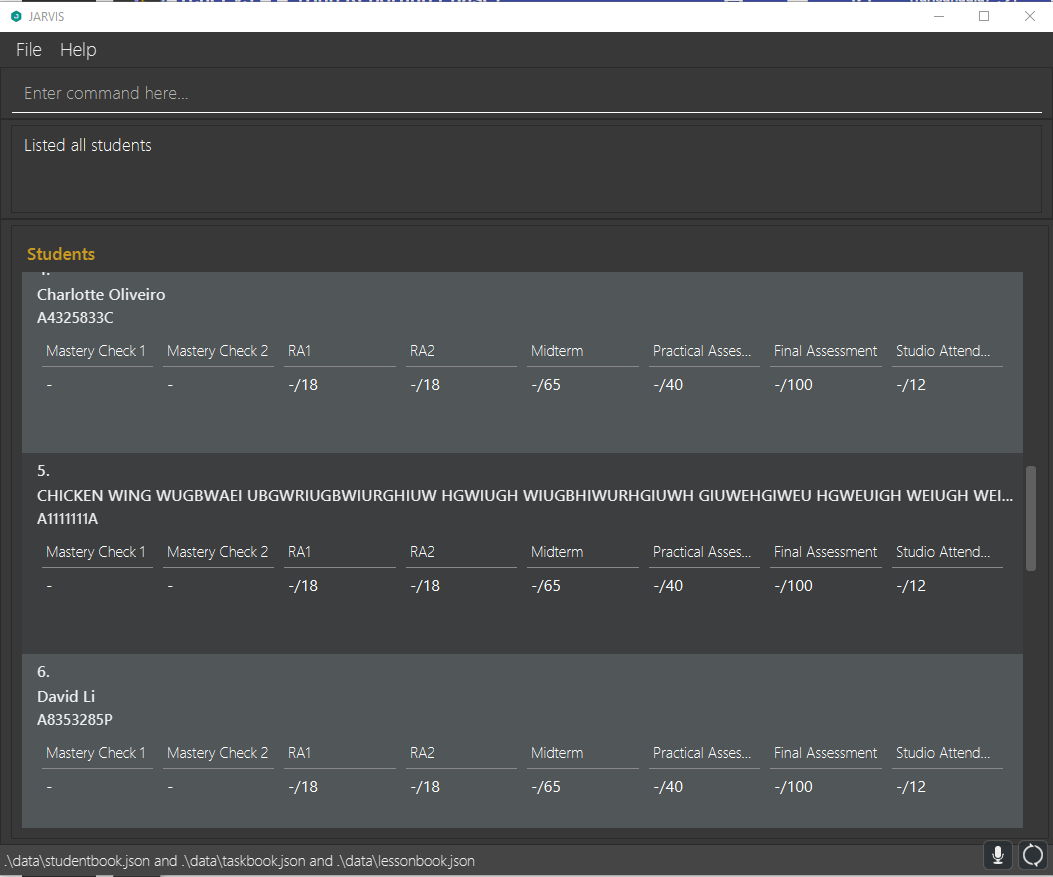 JARVIS
File Help
Enter command here...
Listed all students
Students
Charlotte Oliveiro
A4325833C
Mastery Check 1 Mastery Check 2 RA1 RA2 Midterm Practical Asses... Final Assessment Studio Attend...
- - -/18 -/18 -/65 -/40 -/100 -/12
5.
CHICKEN WING WUGBWAEI UBGWRIUGBWIURGHIUW HGWIUGH WIUGBHIWURHGIUWH GIUWEHGIWEU HGWEUIGH WEIUGH WEI...
A1111111A
Mastery Check 1 Mastery Check 2 RA1 RA2 Midterm Practical Asses... Final Assessment Studio Attend...
- - -/18 -/18 -/65 -/40 -/100 -/12
6.
David Li
A8353285P
Mastery Check 1 Mastery Check 2 RA1 RA2 Midterm Practical Asses... Final Assessment Studio Attend...
- - -/18 -/18 -/65 -/40 -/100 -/12
.\data\studentbook.json and .\data\taskbook.json and .\data\lessonbook.json